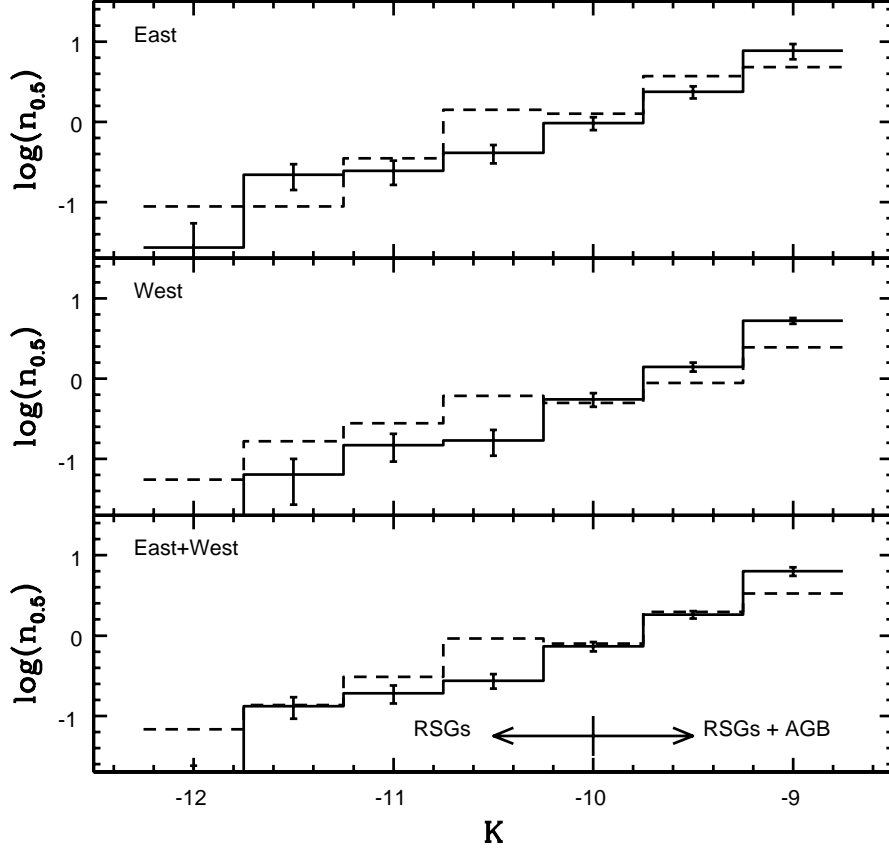 East
1
0
-1
log(n0.5)
West
1
0
-1
log(n0.5)
East+West
1
0
-1
log(n0.5)
RSGs
RSGs + AGB
-12
-11
-10
-9
K